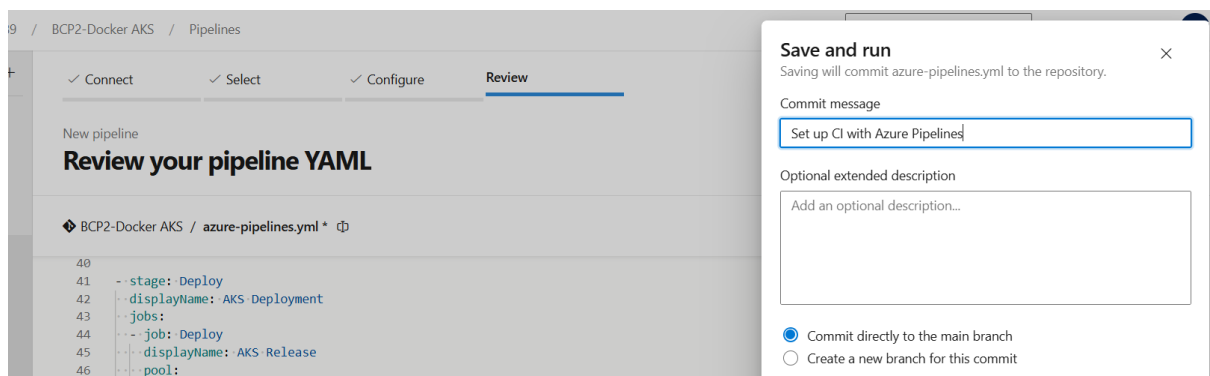 39 / BCP2-Docker AKS / Pipelines
Connect Select Configure Review
New pipeline
Review your pipeline YAML
BCP2-Docker AKS / azure-pipelines.yml *
40
41 - stage: Deploy
42 displayName: AKS Deployment
43 jobs:
44 - job: Deploy
45 displayName: AKS Release
46 pool:
Save and run
Saving will commit azure-pipelines.yml to the repository.
Commit message
Set up CI with Azure Pipelines
Optional extended description
Add an optional description...
Commit directly to the main branch
Create a new branch for this commit